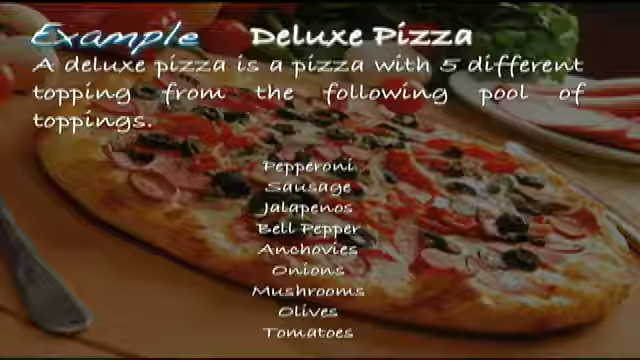 Example Deluxe Pizza
A deluxe pizza is a pizza with 5 different
topping from the following pool of
toppings.
Pepperoni
Sausage
Jalapenos
Bell Pepper
Anchovies
Onions
Mushrooms
Olives
Tomatoes